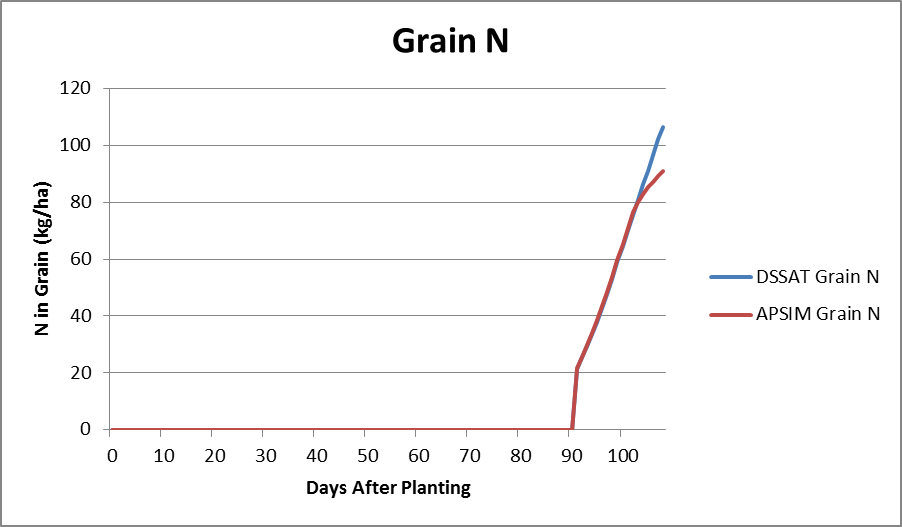 Grain N
120
100
80
60
40
20
0
N in Grain (kg/ha)
0 10 20 30 40 50 60 70 80 90 100
Days After Planting
DSSAT Grain N
APSIM Grain N